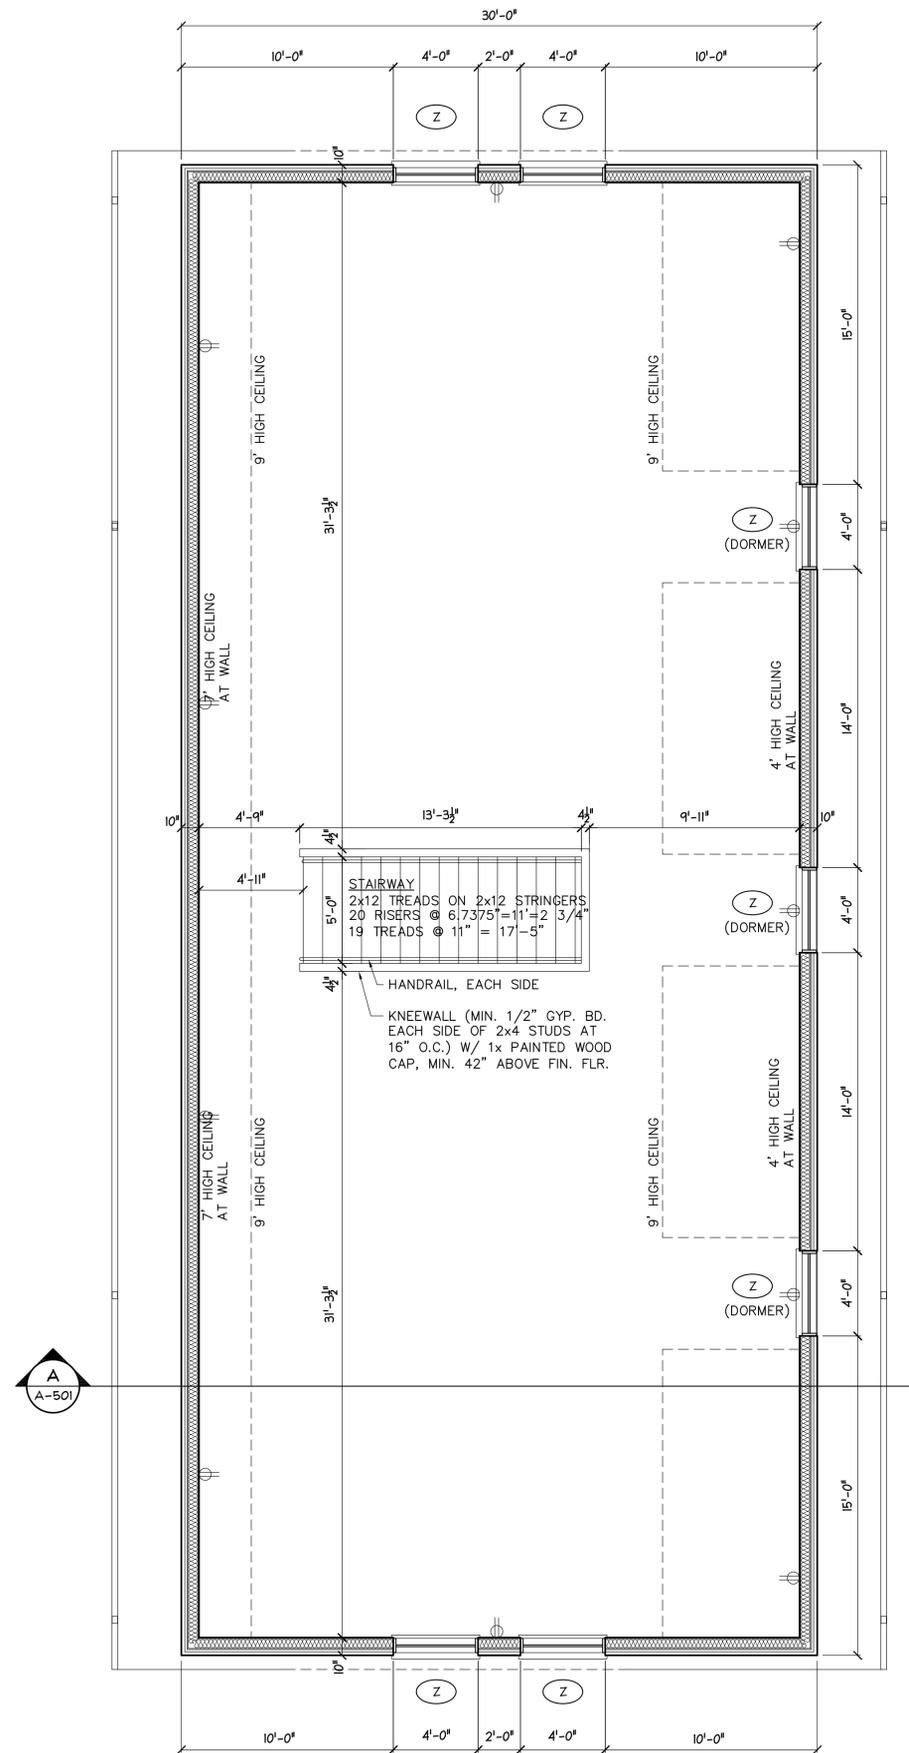 30'-0"
10'-0" 4'-0" 2'-0" 4'-0" 10'-0"
Z Z
10"
15'-0"
9' HIGH CEILING
9' HIGH CEILING
31'-3½"
Z
(DORMER)
4'-0"
7' HIGH CEILING
AT WALL
4' HIGH CEILING
AT WALL
14'-0"
10" 4'-9" 13'-3½" 4½" 9'-11" 10"
4½"
4'-11"
5'-0"
STAIRWAY
2x12 TREADS ON 2x12 STRINGERS
20 RISERS @ 6.7375"=11'=2 3/4"
19 TREADS @ 11" = 17'-5"
Z
(DORMER)
4'-0"
4½"
HANDRAIL, EACH SIDE
KNEEWALL (MIN. 1/2" GYP. BD.
EACH SIDE OF 2x4 STUDS AT
16" O.C.) W/ 1x PAINTED WOOD
CAP, MIN. 42" ABOVE FIN. FLR.
7' HIGH CEILING
AT WALL
9' HIGH CEILING
9' HIGH CEILING
4' HIGH CEILING
AT WALL
14'-0"
31'-3½"
Z
(DORMER)
4'-0"
A
A-501
15'-0"
10"
Z Z
10'-0" 4'-0" 2'-0" 4'-0" 10'-0"